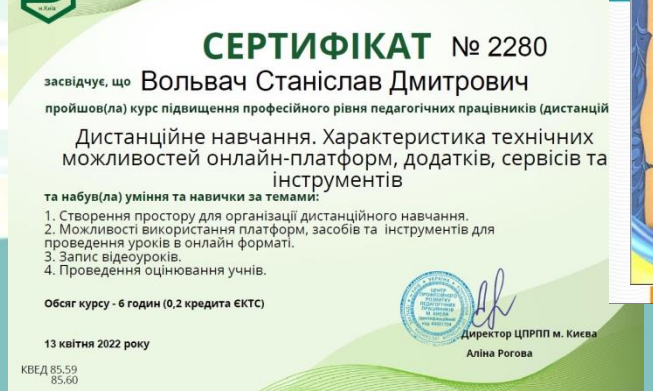 м.Київ
СЕРТИФІКАТ № 2280
засвідчує, що Вольвач Станіслав Дмитрович
пройшов(ла) курс підвищення професійного рівня педагогічних працівників (дистанцій
Дистанційне навчання. Характеристика технічних
можливостей онлайн-платформ, додатків, сервісів та
інструментів
та набув(ла) уміння та навички за темами:
1. Створення простору для організації дистанційного навчання.
2. Можливості використання платформ, засобів та інструментів для
проведення уроків в онлайн форматі.
3. Запис відеоуроків.
4. Проведення оцінювання учнів.
Обсяг курсу - 6 годин (0,2 кредита ЄКТС)
13 квітня 2022 року
Директор ЦПРПП м. Києва
Аліна Рогова
КВЕД 85.59
85.60